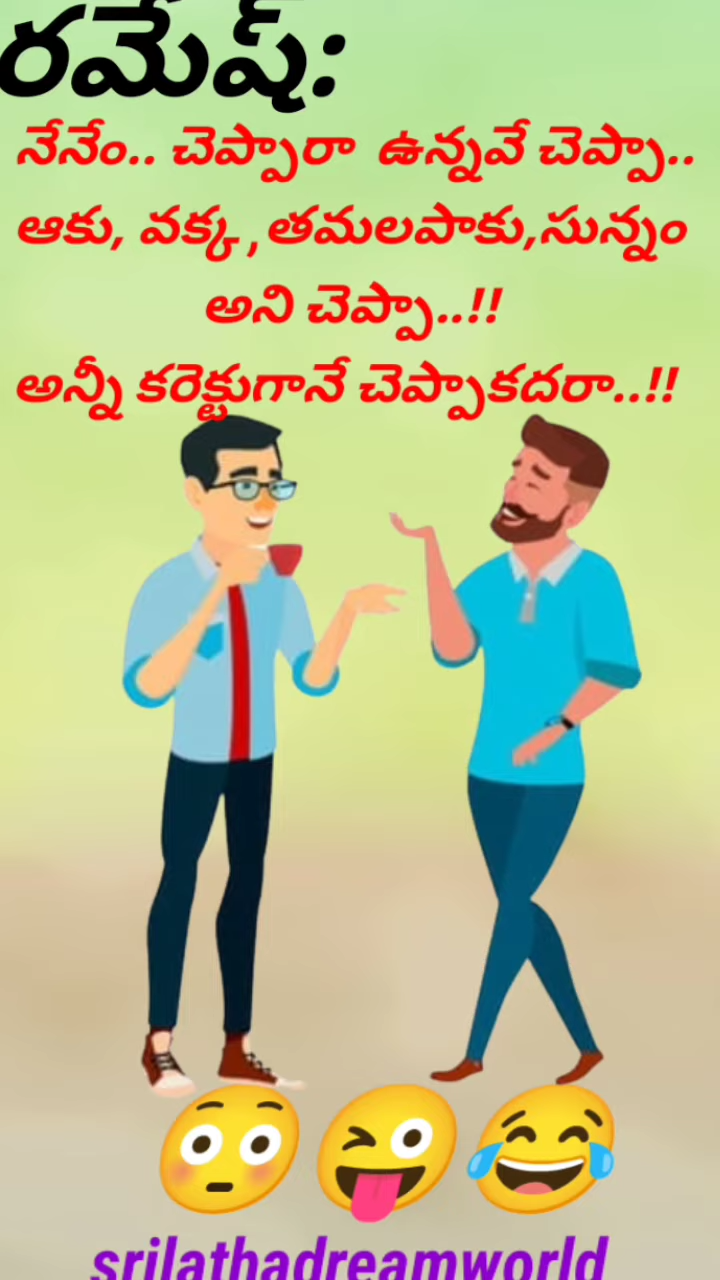 రమేష్:
నేనేం.. చెప్పారా ఉన్నవే చెప్పా..
ఆకు, వక్క ,తమలపాకు,సున్నం
అని చెప్పా..!!
అన్నీ కరెక్టుగానే చెప్పాకదరా..!!
srilathadreamworld